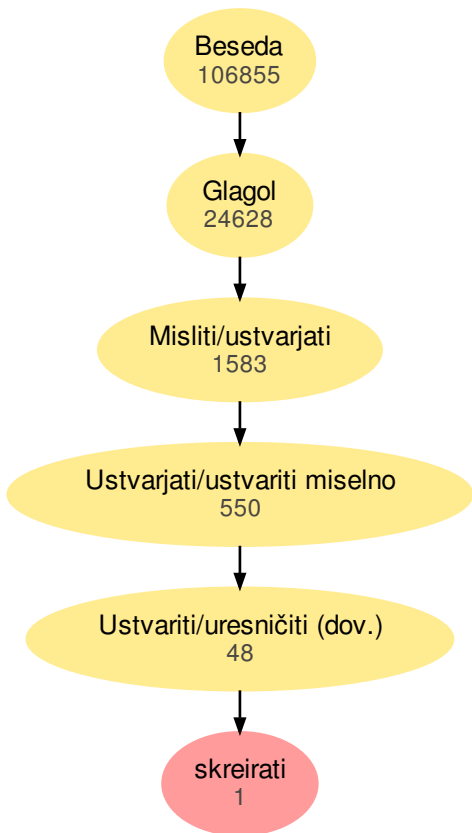 Beseda
106855
Glagol
24628
Misliti/ustvarjati
1583
Ustvarjati/ustvariti miselno
550
Ustvariti/uresničiti (dov.)
48
skreirati
1